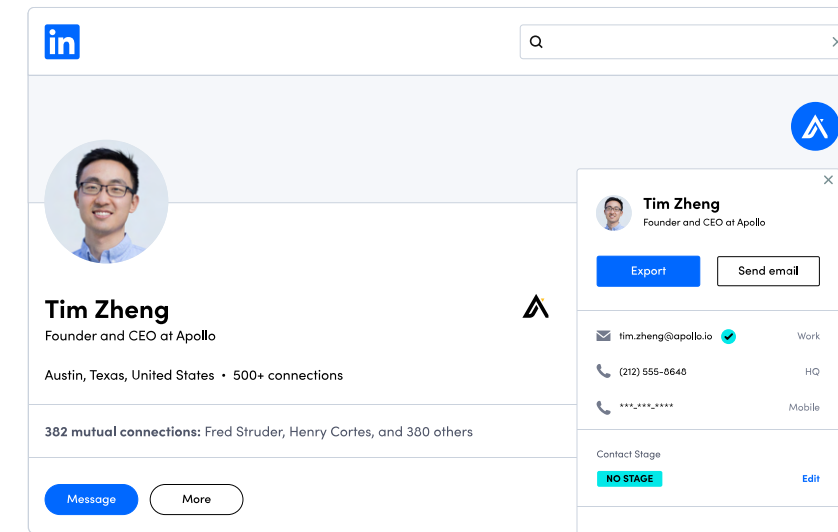 in
Tim Zheng
Founder and CEO at Apollo
Austin, Texas, United States • 500+ connections
382 mutual connections: Fred Struder, Henry Cortes, and 380 others
Message
More
Tim Zheng
Founder and CEO at Apollo
Export
Send email
tim.zheng@apollo.io
Work
(212) 555-8648
HQ
***-***-****
Mobile
Contact Stage
NO STAGE
Edit